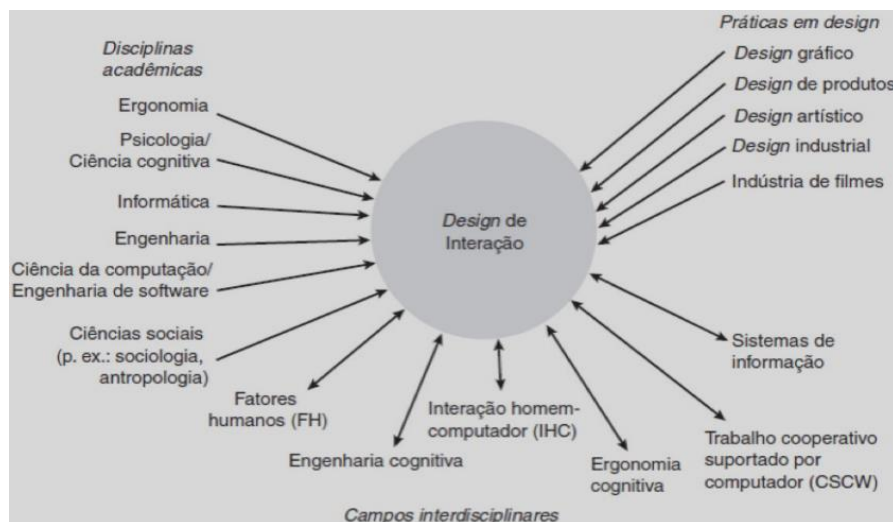 Disciplinas
acadêmicas
Ergonomia
Psicologia/
Ciência cognitiva
Informática
Engenharia
Ciência da computação/
Engenharia de software
Ciências sociais
(p. ex.: sociologia,
antropologia)
Práticas em design
Design gráfico
Design de produtos
Design artístico
Design industrial
Indústria de filmes
Design de
Interação
Fatores
humanos (FH)
Engenharia cognitiva
Interação homem-
computador (IHC)
Ergonomia
cognitiva
Trabalho cooperativo
suportado por
computador (CSCW)
Sistemas de
informação
Campos interdisciplinares